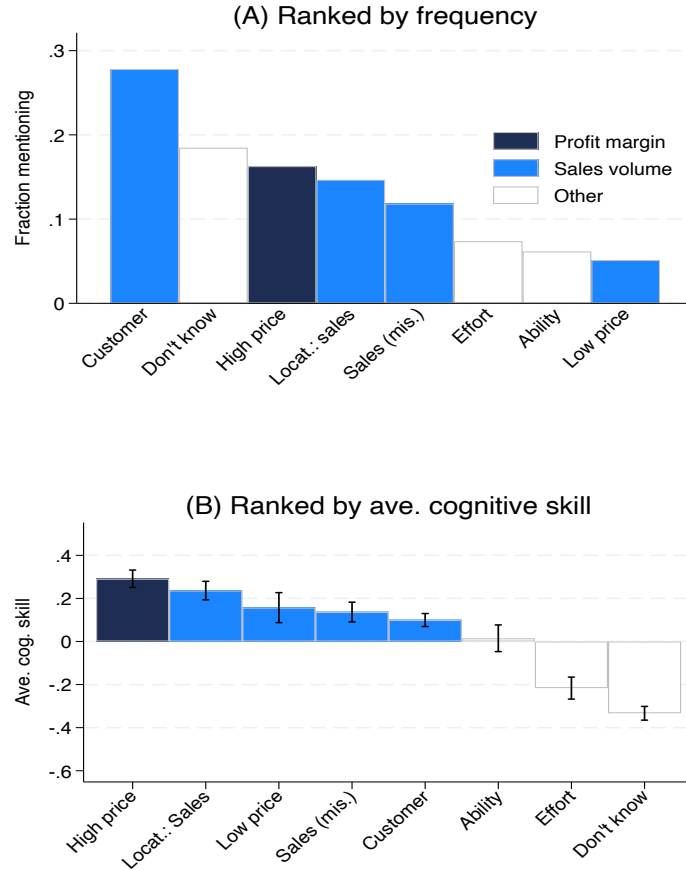 (A) Ranked by frequency
Fraction mentioning
.3
.2
.1
0
Profit margin
Sales volume
Other
Customer
Don't know
High price
Locat.: sales
Sales (mis.)
Effort
Ability
Low price
(B) Ranked by ave. cognitive skill
Ave. cog. skill
.4
.2
0
-.2
-.4
-.6
High price
Locat.: Sales
Low price
Sales (mis.)
Customer
Ability
Effort
Don't know